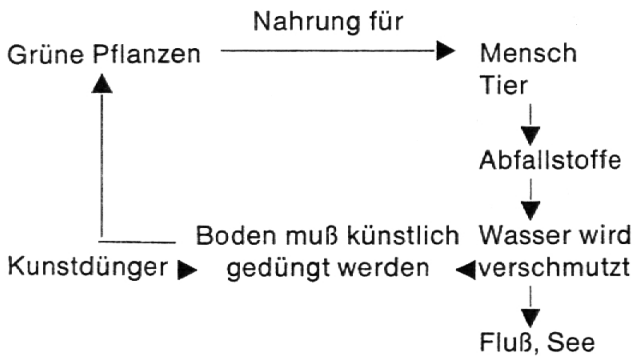 Nahrung für
Grüne Pflanzen
Mensch
Tier
Abfallstoffe
Boden muß künstlich
gedüngt werden
Wasser wird
verschmutzt
Kunstdünger
Fluß, See